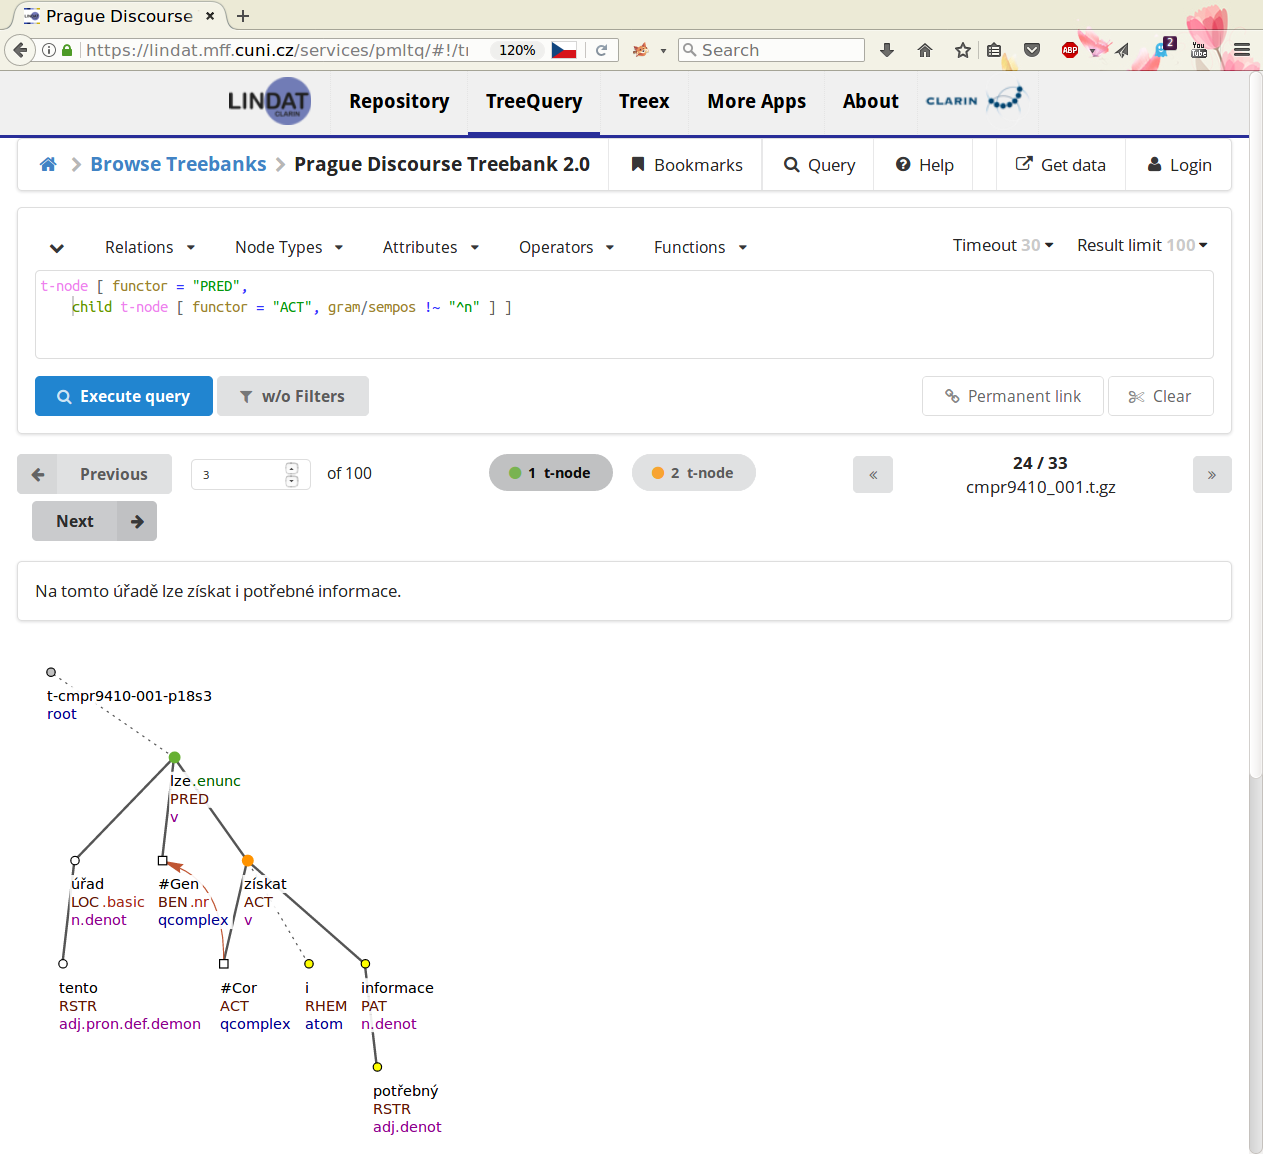 Prague Discourse × +
https://lindat.mff.cuni.cz/services/pmltq/#!/tr 120% Search ABP 2 You Tube
LINDAT CLARIN Repository TreeQuery Treex More Apps About CLARIN
Browse Treebanks Prague Discourse Treebank 2.0 Bookmarks Query Help Get data Login
Relations Node Types Attributes Operators Functions Timeout 30 Result limit 100
t-node [ functor = "PRED",
child t-node [ functor = "ACT", gram/sempos !~ "^n" ] ]
Execute query w/o Filters Permanent link Clear
Previous 3 of 100 1 t-node 2 t-node « 24 / 33 »
cmpr9410_001.t.gz
Next
Na tomto úřadě lze získat i potřebné informace.
t-cmpr9410-001-p18s3
root
lze.enunc
PRED
v
úřad #Gen získat
LOC.basic BEN.nr ACT
n.denot qcomplex v
tento #Cor i informace
RSTR ACT RHEM PAT
adj.pron.def.demon qcomplex atom n.denot
potřebný
RSTR
adj.denot